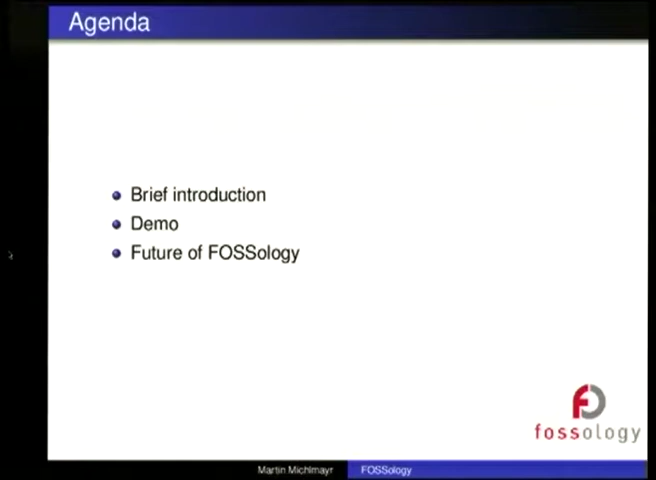 Agenda
Brief introduction
Demo
Future of FOSSology
fossology
Martin Michlmayr
FOSSology